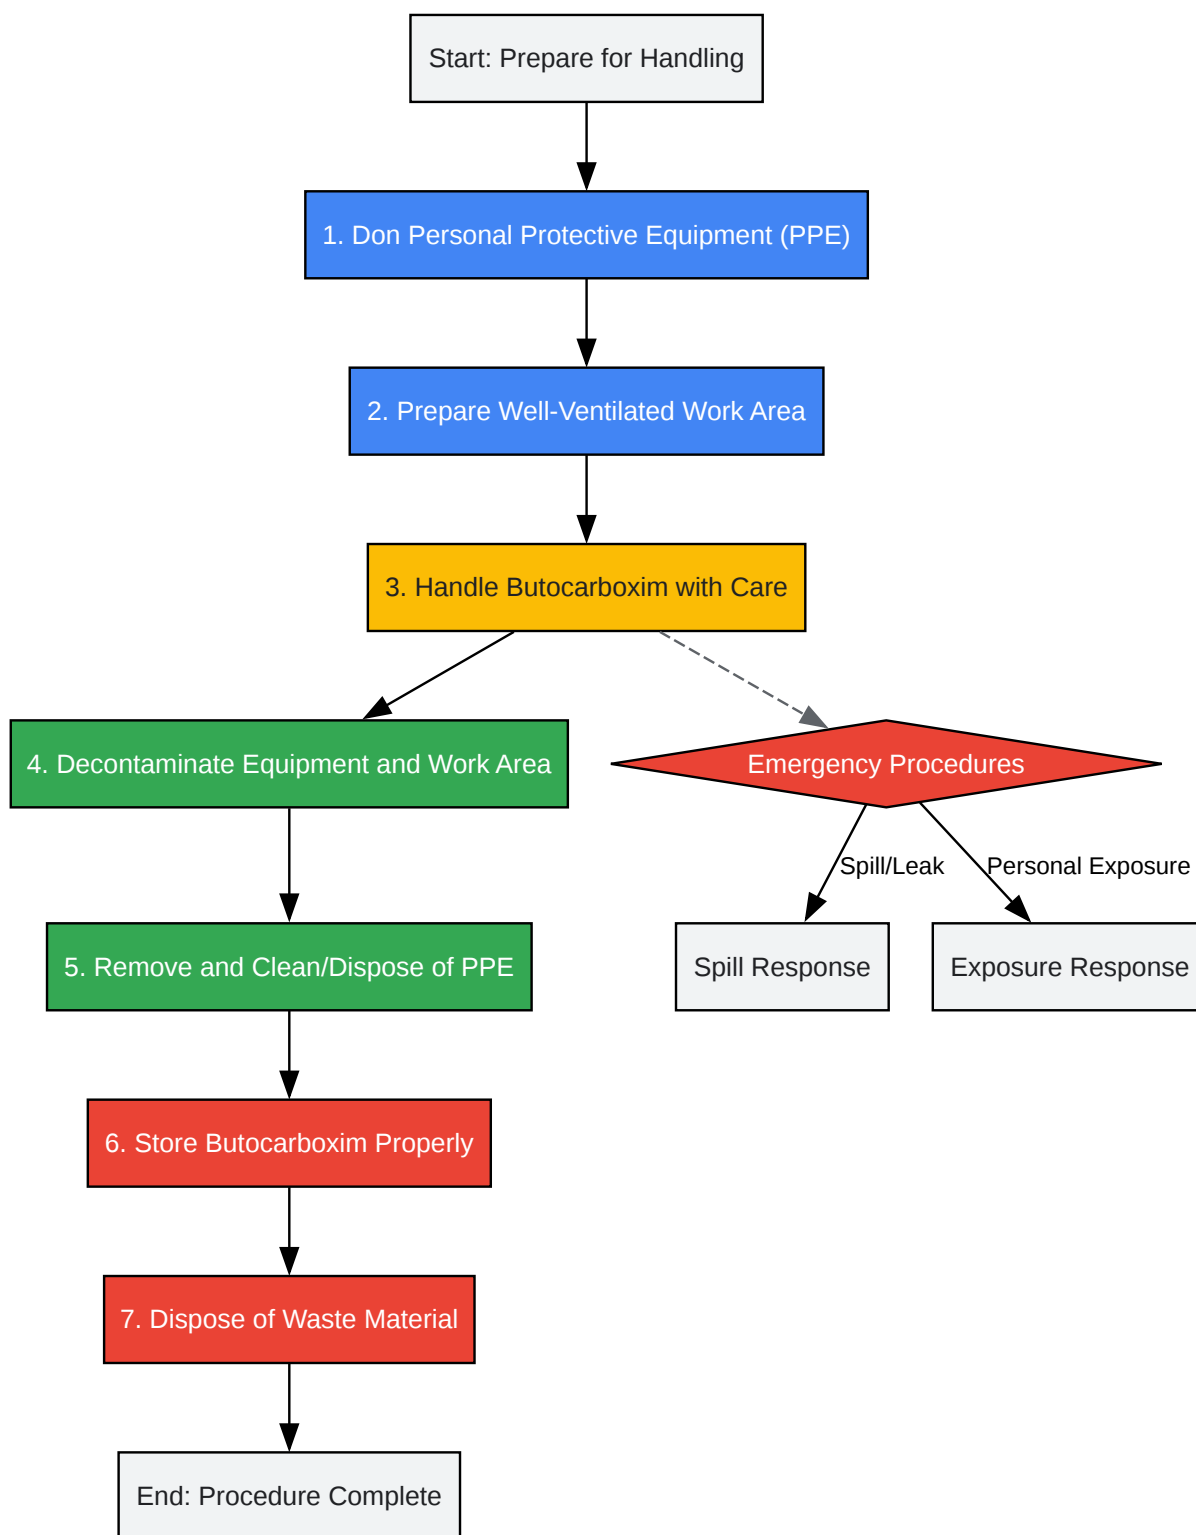 Start: Prepare for Handling
1. Don Personal Protective Equipment (PPE)
2. Prepare Well-Ventilated Work Area
3. Handle Butocarboxim with Care
4. Decontaminate Equipment and Work Area
Emergency Procedures
Spill/Leak
Personal Exposure
5. Remove and Clean/Dispose of PPE
Spill Response
Exposure Response
6. Store Butocarboxim Properly
7. Dispose of Waste Material
End: Procedure Complete